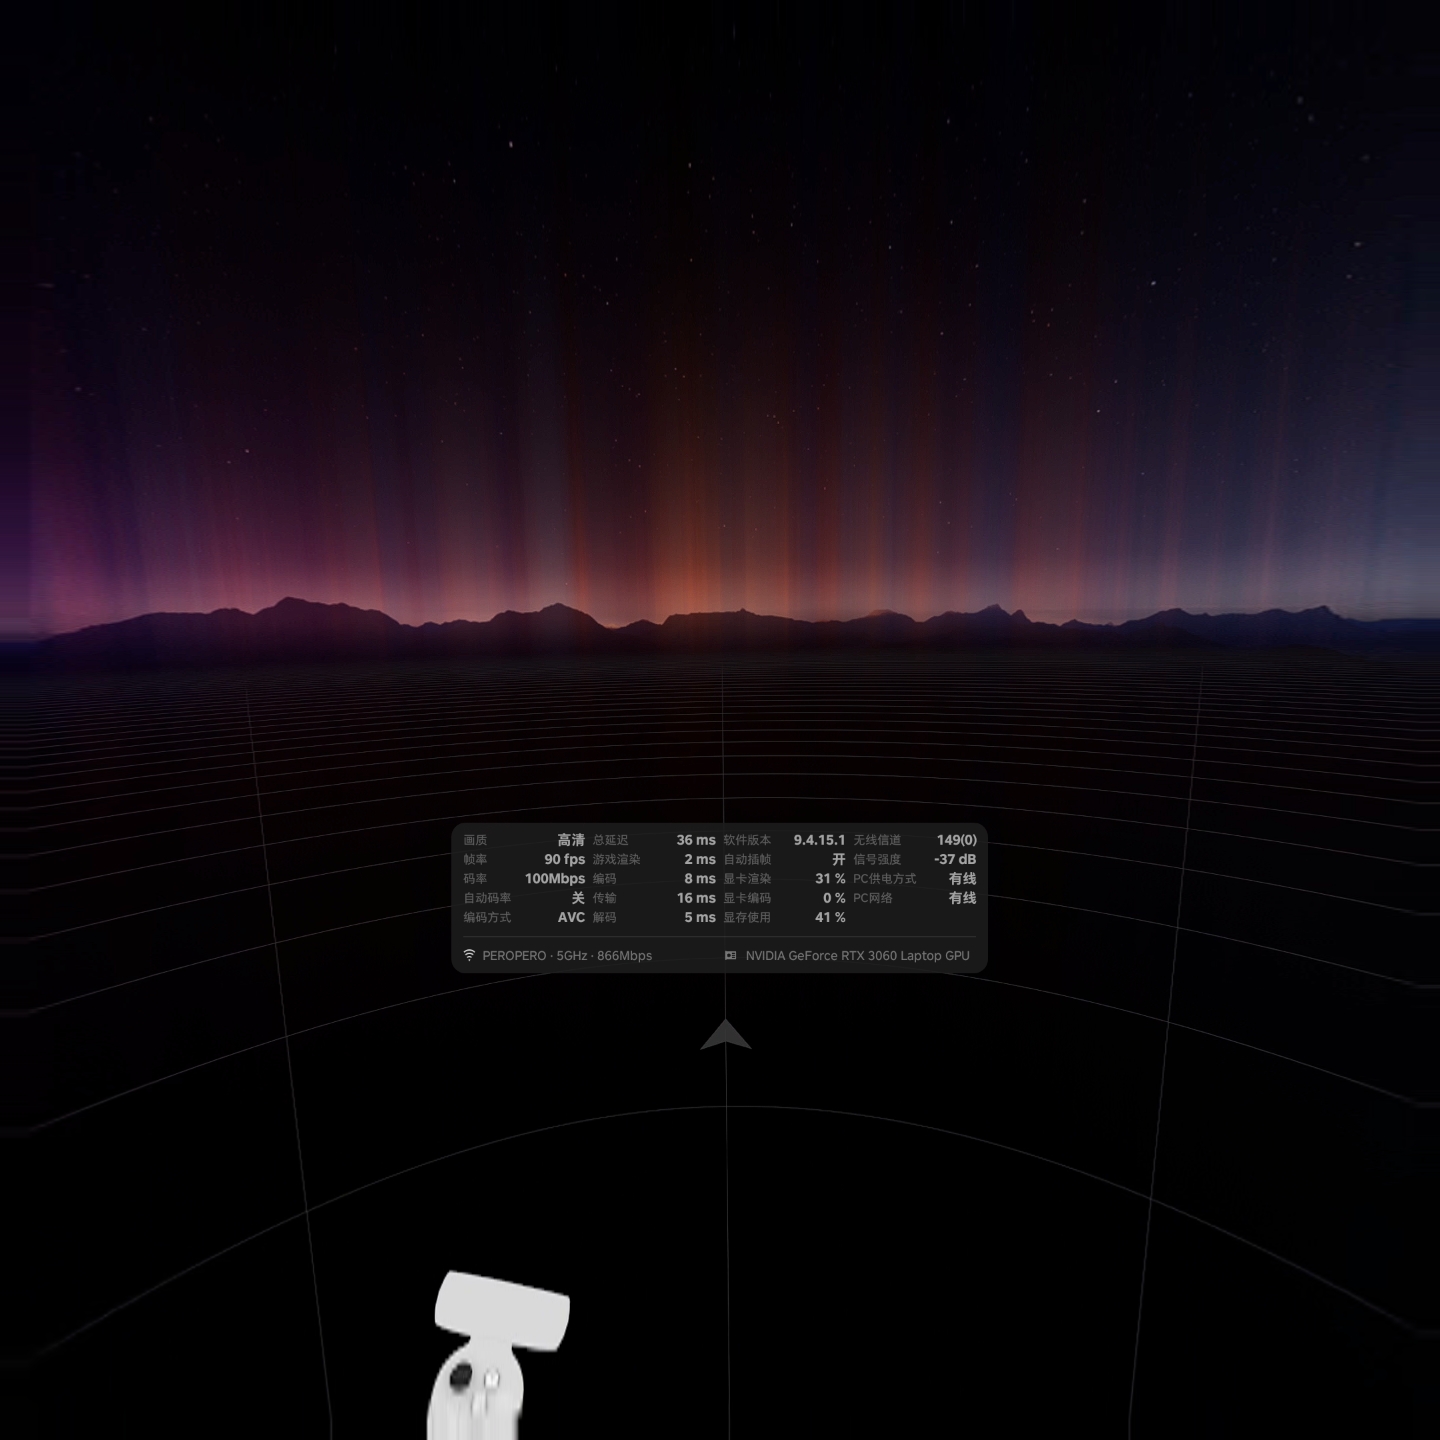 画质 高清 总延迟 36 ms 软件版本 9.4.15.1 无线信道 149(0)
帧率 90 fps 游戏渲染 2 ms 自动插帧 开 信号强度 -37 dB
码率 100Mbps 编码 8 ms 显卡渲染 31 % PC供电方式 有线
自动码率 关 传输 16 ms 显卡编码 0 % PC网络 有线
编码方式 AVC 解码 5 ms 显存使用 41 %
PEROPERO · 5GHz · 866Mbps NVIDIA GeForce RTX 3060 Laptop GPU